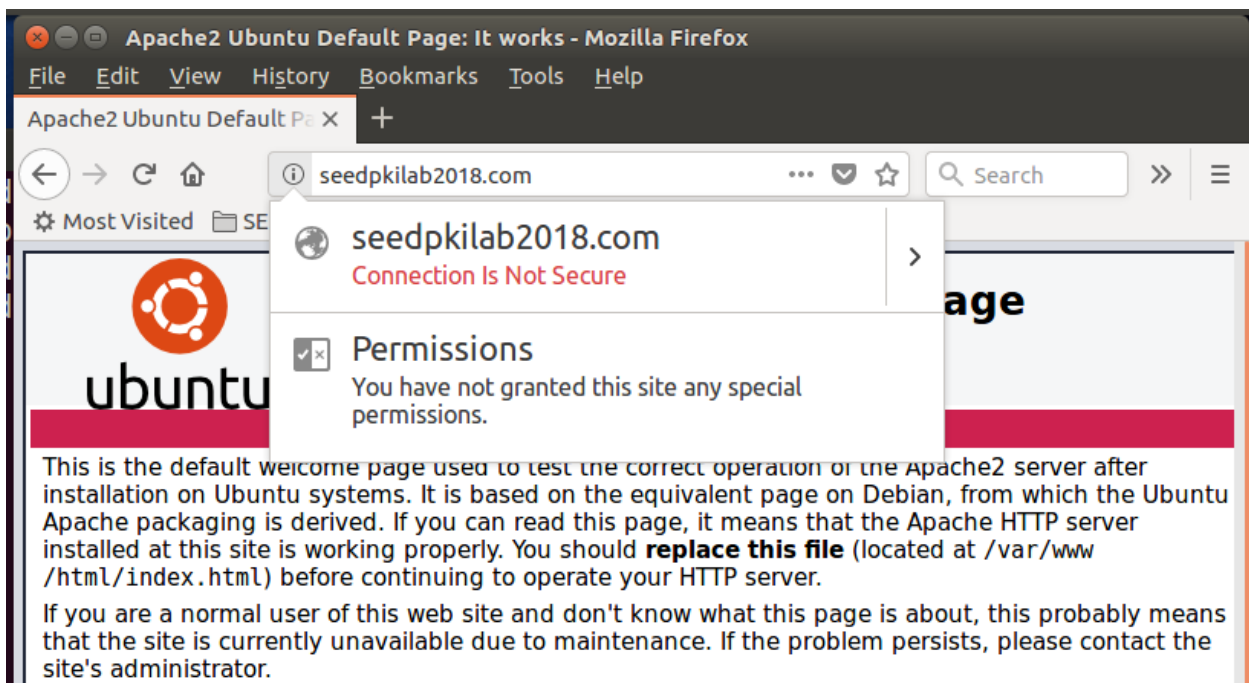 Apache2 Ubuntu Default Page: It works - Mozilla Firefox
File Edit View History Bookmarks Tools Help
Apache2 Ubuntu Default Pa
seedpkilab2018.com
Search
Most Visited SE
seedpkilab2018.com
Connection Is Not Secure
age
Permissions
You have not granted this site any special
permissions.
ubuntu
This is the default welcome page used to test the correct operation of the Apache2 server after
installation on Ubuntu systems. It is based on the equivalent page on Debian, from which the Ubuntu
Apache packaging is derived. If you can read this page, it means that the Apache HTTP server
installed at this site is working properly. You should replace this file (located at /var/www
/html/index.html) before continuing to operate your HTTP server.
If you are a normal user of this web site and don't know what this page is about, this probably means
that the site is currently unavailable due to maintenance. If the problem persists, please contact the
site's administrator.